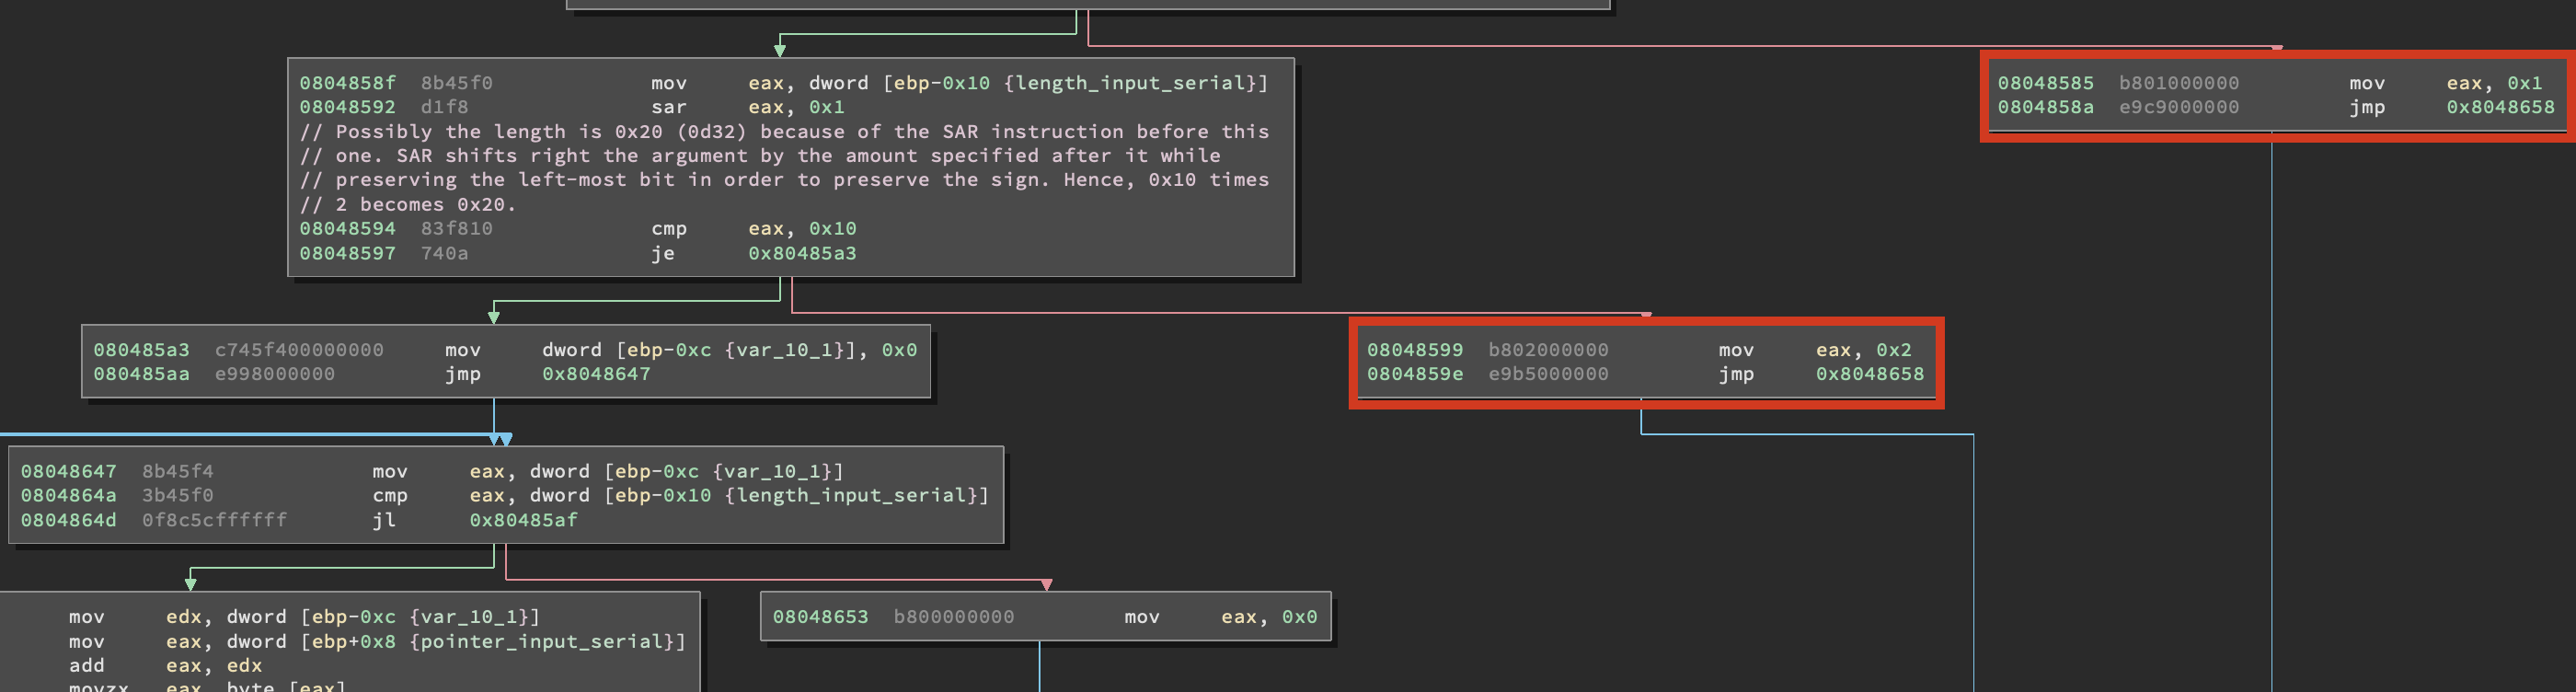 0804858f 8b45f0 mov eax, dword [ebp-0x10 {length_input_serial}]
08048592 d1f8 sar eax, 0x1
// Possibly the length is 0x20 (0d32) because of the SAR instruction before this
// one. SAR shifts right the argument by the amount specified after it while
// preserving the left-most bit in order to preserve the sign. Hence, 0x10 times
// 2 becomes 0x20.
08048594 83f810 cmp eax, 0x10
08048597 740a je 0x80485a3
08048585 b801000000 mov eax, 0x1
0804858a e9c9000000 jmp 0x8048658
080485a3 c745f400000000 mov dword [ebp-0xc {var_10_1}], 0x0
080485aa e998000000 jmp 0x8048647
08048599 b802000000 mov eax, 0x2
0804859e e9b5000000 jmp 0x8048658
08048647 8b45f4 mov eax, dword [ebp-0xc {var_10_1}]
0804864a 3b45f0 cmp eax, dword [ebp-0x10 {length_input_serial}]
0804864d 0f8c5cffffff jl 0x80485af
mov edx, dword [ebp-0xc {var_10_1}]
mov eax, dword [ebp+0x8 {pointer_input_serial}]
add eax, edx
movzx eax, byte [eax]
08048653 b800000000 mov eax, 0x0